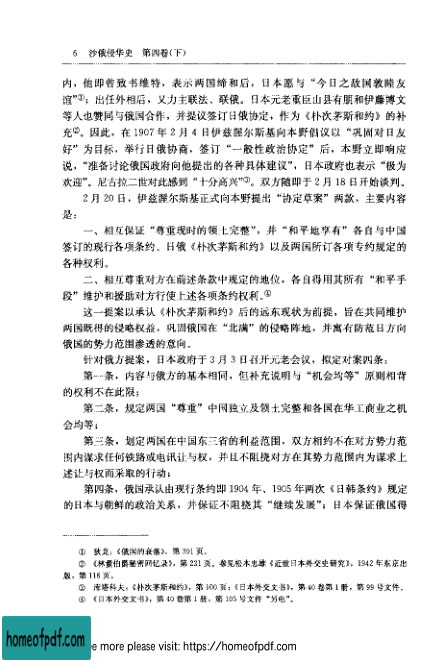 6 沙俄侵华史 第四卷(下)
内，他即曾致书维特，表示两国缔和后，日本愿与“今日之敌国敦睦友
谊”①；出任外相后，又力主联法、联俄。日本元老重臣山县有朋和伊藤博文
等人也赞同与俄国合作，并提议签订日俄协定，作为《朴次茅斯和约》的补
充②。因此，在1907年2月4日伊兹渥尔斯基向本野倡议以“巩固对日友
好”为目标，举行日俄协商，签订“一般性政治协定”后，本野立即响应
说，“准备讨论俄国政府向他提出的各种具体建议”，日本政府也表示“极为
欢迎”。尼古拉二世对此感到“十分高兴”③。双方随即于2月18日开始谈判。
2月20日，伊兹渥尔斯基正式向本野提出“协定草案”两款，主要内容
是：
一、相互保证“尊重现时的领土完整”，并“和平地享有”各自与中国
签订的现行各项条约、日俄《朴次茅斯和约》以及两国所订各项专约规定的
各种权利。
二、相互尊重对方在前述条款中规定的地位，各自得用其所有“和平手
段”维护和援助对方行使上述各项条约权利。④
这一提案以承认《朴次茅斯和约》后的远东现状为前提，旨在共同维护
两国既得的侵略权益，巩固俄国在“北满”的侵略阵地，并寓有防范日方向
俄国的势力范围渗透的意向。
针对俄方提案，日本政府于3月3日召开元老会议，拟定对案四条：
第一条，内容与俄方的基本相同，但补充说明与“机会均等”原则相背
的权利不在此限；
第二条，规定两国“尊重”中国独立及领土完整和各国在华工商业之机
会均等；
第三条，划定两国在中国东三省的利益范围，双方相约不在对方势力范
围内谋求任何铁路或电讯让与权，并且不阻挠对方在其势力范围内为谋求上
述让与权而采取的行动；
第四条，俄国承认由现行条约即1904年、1905年两次《日韩条约》规定
的日本与朝鲜的政治关系，并保证不阻挠其“继续发展”；日本保证俄国得
① 狄龙：《俄国的衰落》，第301页。
② 《林董伯爵秘密回忆录》，第221页。参见松本忠雄《近世日本外交史研究》，1942年东京出
版，第116页。
③ 库塔科夫：《朴次茅斯和约》，第100页；《日本外交文书》，第40卷第1册，第99号文件。
④ 《日本外交文书》，第40卷第1册，第105号文件“另电”。
homeofpdf.com
e more please visit: https://homeofpdf.com